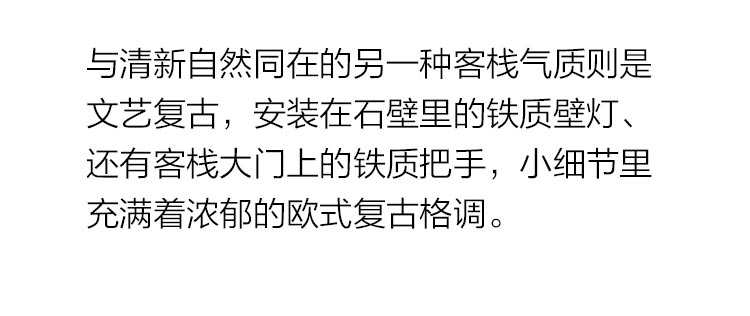 与清新自然同在的另一种客栈气质则是
文艺复古，安装在石壁里的铁质壁灯、
还有客栈大门上的铁质把手，小细节里
充满着浓郁的欧式复古格调。